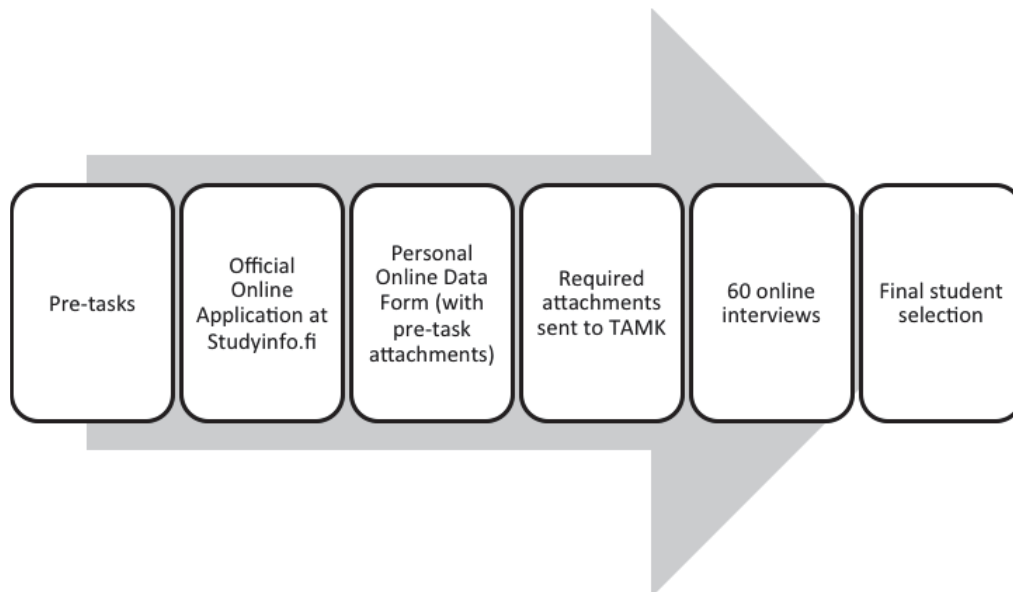 Pre-tasks
Official
Online
Application at
Studyinfo.fi
Personal
Online Data
Form (with
pre-task
attachments)
Required
attachments
sent to TAMK
60 online
interviews
Final student
selection